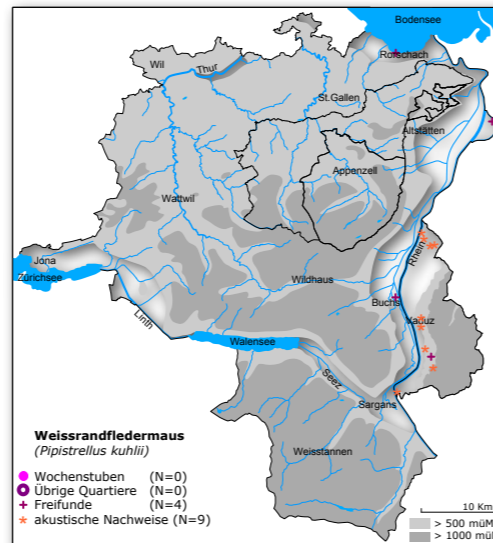 Bodensee
Rorschach
Wil
Thur
St.Gallen
Altstätten
Appenzell
Wattwil
Rhein
Jona
Zürichsee
Wildhaus
Buchs
Vaduz
Linth
Walensee
Seez
Sargans
Weisstannen
Weissrandfledermaus
(Pipistrellus kuhlii)
Wochenstuben (N=0)
Übrige Quartiere (N=0)
Freifunde (N=4)
akustische Nachweise (N=9)
10 Km
> 500 müM
> 1000 mü